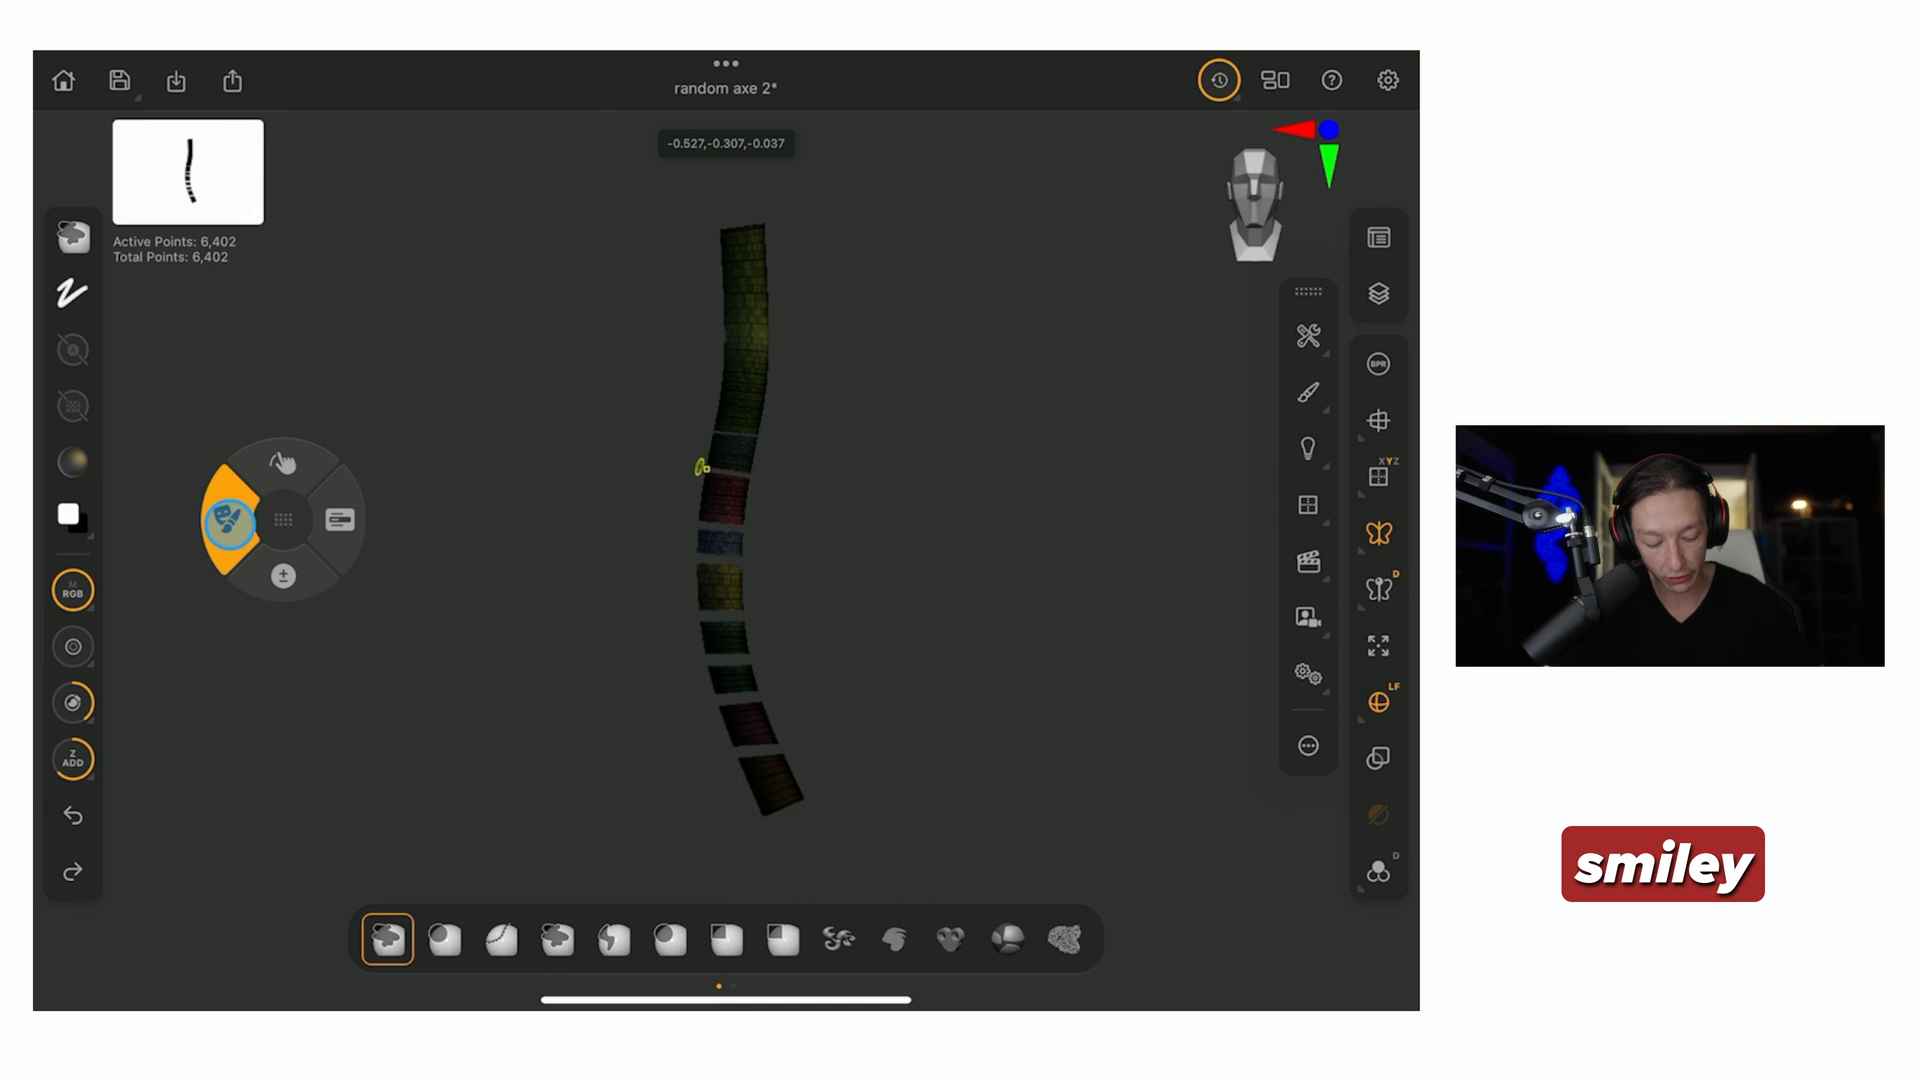 random axe 2*
-0.527,-0.307,-0.037
Active Points: 6,402
Total Points: 6,402
BPR
XYZ
D
M
RGB
LF
Z
ADD
D
smiley